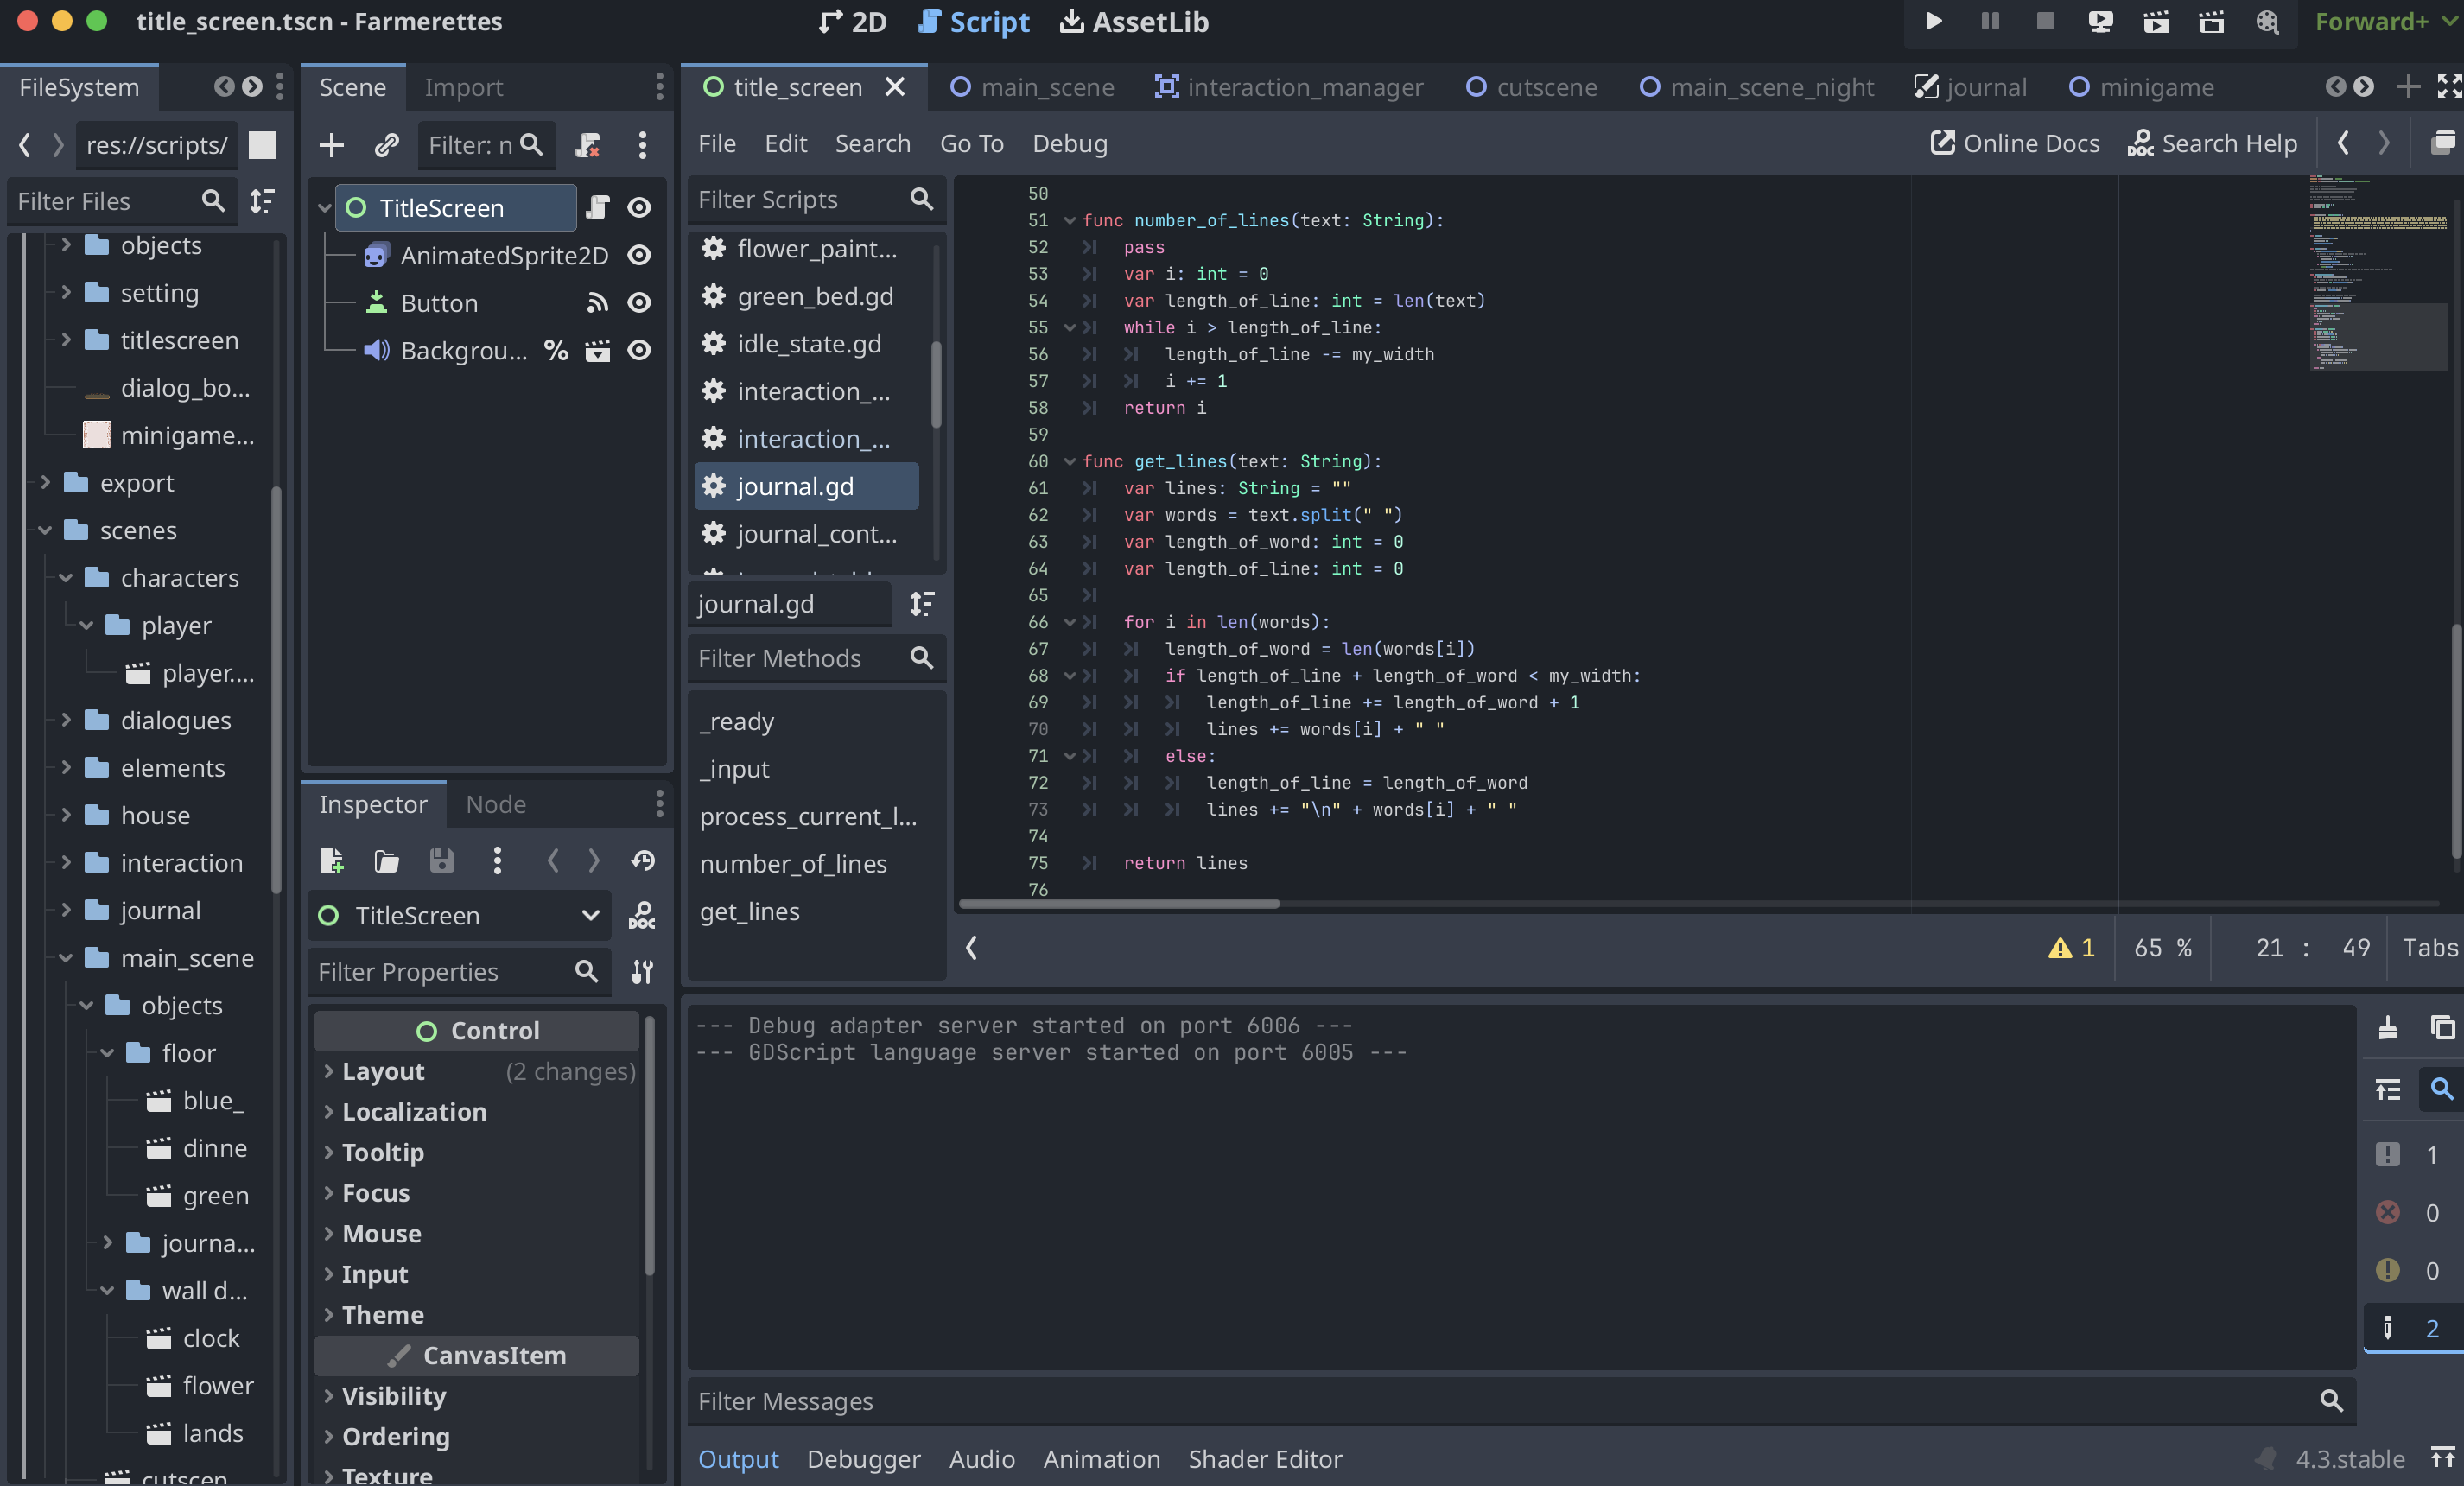 title_screen.tscn - Farmerettes
2D
Script
AssetLib
Forward+
FileSystem
res://scripts/
Filter Files
objects
setting
titlescreen
dialog_bo...
minigame...
export
scenes
characters
player
player....
dialogues
elements
house
interaction
journal
main_scene
objects
floor
blue_
dinne
green
journa...
wall d...
clock
flower
lands
cutscen
Scene
Import
Filter: n
TitleScreen
AnimatedSprite2D
Button
Backgrou...
Inspector
Node
TitleScreen
DOC
Filter Properties
Control
Layout (2 changes)
Localization
Tooltip
Focus
Mouse
Input
Theme
CanvasItem
Visibility
Ordering
Texture
title_screen
main_scene
interaction_manager
cutscene
main_scene_night
journal
minigame
File Edit Search Go To Debug
Online Docs
DOC
Search Help
Filter Scripts
flower_paint...
green_bed.gd
idle_state.gd
interaction_...
interaction_...
journal.gd
journal_cont...
journal.gd
Filter Methods
_ready
_input
process_current_l...
number_of_lines
get_lines
50
51 func number_of_lines(text: String):
52 pass
53 var i: int = 0
54 var length_of_line: int = len(text)
55 while i > length_of_line:
56 length_of_line -= my_width
57 i += 1
58 return i
59
60 func get_lines(text: String):
61 var lines: String = ""
62 var words = text.split(" ")
63 var length_of_word: int = 0
64 var length_of_line: int = 0
65
66 for i in len(words):
67 length_of_word = len(words[i])
68 if length_of_line + length_of_word < my_width:
69 length_of_line += length_of_word + 1
70 lines += words[i] + " "
71 else:
72 length_of_line = length_of_word
73 lines += "\n" + words[i] + " "
74
75 return lines
76
1
65 %
21 : 49
Tabs
--- Debug adapter server started on port 6006 ---
--- GDScript language server started on port 6005 ---
1
0
0
2
Filter Messages
Output Debugger Audio Animation Shader Editor
4.3.stable